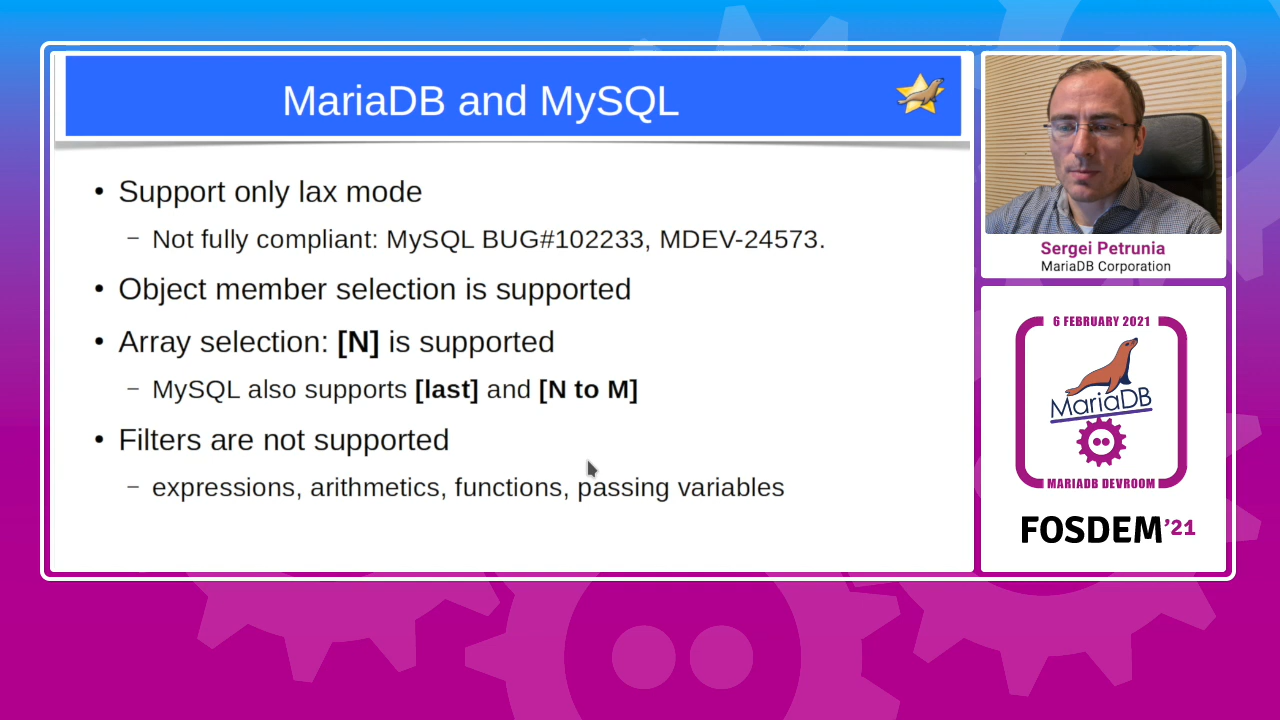 MariaDB and MySQL
• Support only lax mode
– Not fully compliant: MySQL BUG#102233, MDEV-24573.
• Object member selection is supported
• Array selection: [N] is supported
– MySQL also supports [last] and [N to M]
• Filters are not supported
– expressions, arithmetics, functions, passing variables
Sergei Petrunia
MariaDB Corporation
6 FEBRUARY 2021
MariaDB
MARIADB DEVROOM
FOSDEM'21